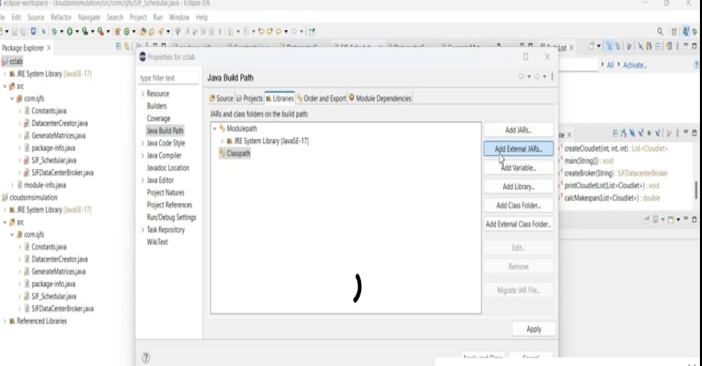 eclipse-workspace - cloudsimsimulation/src/com/sjfs/SJF_Schedular.java - Eclipse IDE
File Edit Source Refactor Navigate Search Project Run Window Help
Package Explorer
cclab
JRE System Library [JavaSE-17]
src
com.sjfs
Constants.java
DatacenterCreator.java
GenerateMatrices.java
package-info.java
SJF_Schedular.java
SJFDataCenterBroker.java
module-info.java
cloudsimsimulation
JRE System Library [JavaSE-17]
src
com.sjfs
Constants.java
DatacenterCreator.java
GenerateMatrices.java
package-info.java
SJF_Schedular.java
SJFDataCenterBroker.java
Referenced Libraries
Properties for cclab
type filter text
Resource
Builders
Coverage
Java Build Path
Java Code Style
Java Compiler
Javadoc Location
Java Editor
Project Natures
Project References
Run/Debug Settings
Task Repository
WikiText
Java Build Path
Source Projects Libraries Order and Export Module Dependencies
JARs and class folders on the build path:
Modulepath
JRE System Library [JavaSE-17]
Classpath
Add JARs...
Add External JARs...
Add Variable...
Add Library...
Add Class Folder...
Add External Class Folder...
Edit...
Remove
Migrate JAR File...
Apply
All Activate...
createCloudlet(int, int, int) : List<Cloudlet>
main(String[]) : void
createBroker(String) : SJFDatacenterBroker
printCloudletList(List<Cloudlet>) : void
calcMakespan(List<Cloudlet>) : double